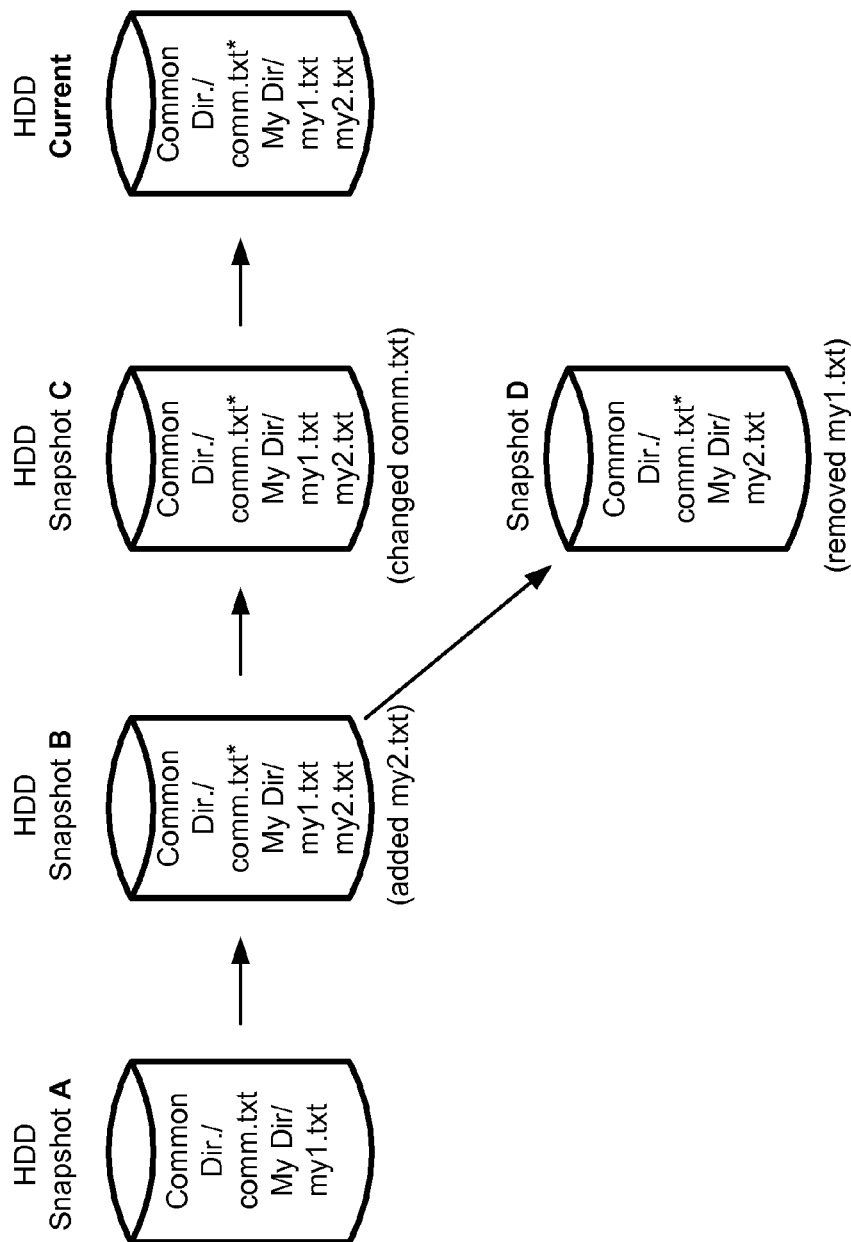 HDD
Snapshot A
Common
Dir./
comm.txt
My Dir/
my1.txt
HDD
Snapshot B
Common
Dir./
comm.txt*
My Dir/
my1.txt
my2.txt
(added my2.txt)
HDD
Snapshot C
Common
Dir./
comm.txt*
My Dir/
my1.txt
my2.txt
(changed comm.txt)
HDD
Current
Common
Dir./
comm.txt*
My Dir/
my1.txt
my2.txt
Snapshot D
Common
Dir./
comm.txt*
My Dir/
my2.txt
(removed my1.txt)